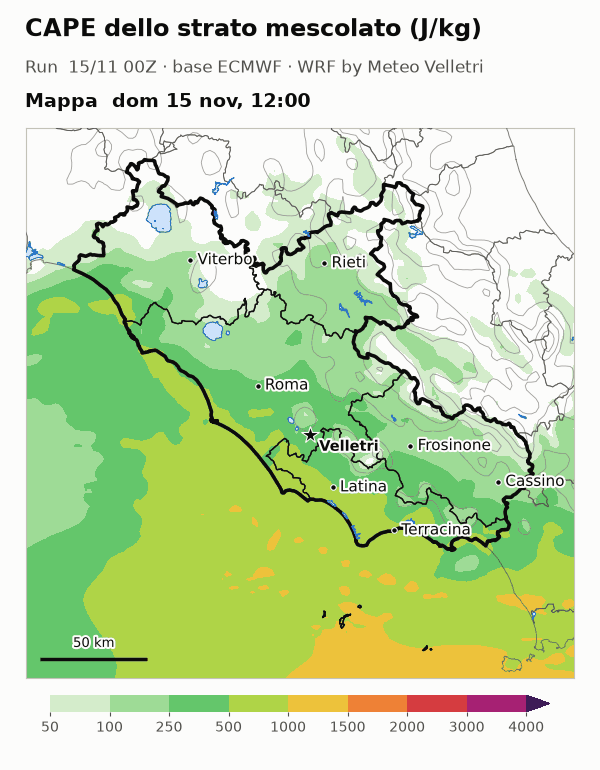 CAPE dello strato mescolato (J/kg)
Run  15/11 00Z · base ECMWF · WRF by Meteo Velletri
Mappa  dom 15 nov, 12:00
Viterbo
Rieti
Roma
Velletri
Frosinone
Cassino
Latina
Terracina
50 km
50 100 250 500 1000 1500 2000 3000 4000